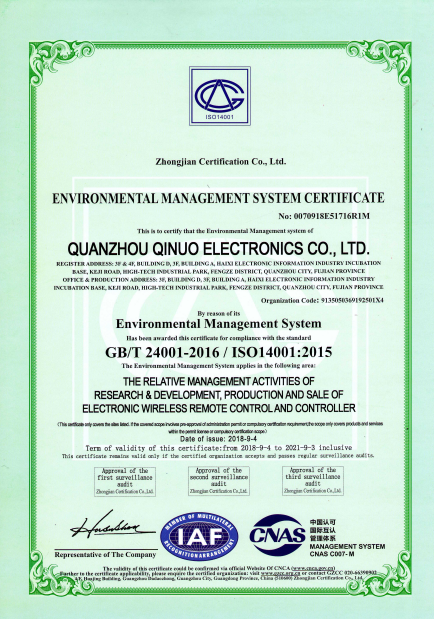 ISO14001
Zhongjian Certification Co., Ltd.
ENVIRONMENTAL MANAGEMENT SYSTEM CERTIFICATE
No: 0070918E51716R1M
This is to certify that the Environmental Management system of
QUANZHOU QINUO ELECTRONICS CO., LTD.
REGISTER ADDRESS: 3F & 4F, BUILDING D, 3F, BUILDING A, HAIXI ELECTRONIC INFORMATION INDUSTRY INCUBATION
BASE, KEJI ROAD, HIGH-TECH INDUSTRIAL PARK, FENGZE DISTRICT, QUANZHOU CITY, FUJIAN PROVINCE
OFFICE & PRODUCTION ADDRESS: 3F, BUILDING D, 3F, BUILDING A, HAIXI ELECTRONIC INFORMATION INDUSTRY
INCUBATION BASE, KEJI ROAD, HIGH-TECH INDUSTRIAL PARK, FENGZE DISTRICT, QUANZHOU CITY, FUJIAN PROVINCE
Organization Code: 9135050369192501X4
By reason of its
Environmental Management System
Has been awarded this certificate for compliance with the standard
GB/T 24001-2016 / ISO14001:2015
The Environmental Management System applies in the following area:
THE RELATIVE MANAGEMENT ACTIVITIES OF
RESEARCH & DEVELOPMENT, PRODUCTION AND SALE OF
ELECTRONIC WIRELESS REMOTE CONTROL AND CONTROLLER
(This certificate only covers the sites listed. If the covered scope involves pre-approval of administration permit or compulsory certification requirement,the scope only covers products and services
within the permit license or compulsory certification scope.)
Date of issue: 2018-9-4
Term of validity of this certificate:from 2018-9-4 to 2021-9-3 inclusive
This certificate remains valid only if the certified organization accepts and passes regular surveillance audits.
Approval of the
first surveillance
audit
Zhongjian Certification Co.,Ltd.
Approval of the
second surveillance
audit
Zhongjian Certification Co.,Ltd.
Approval of the
third surveillance
audit
Zhongjian Certification Co.,Ltd.
Representative of The Company
MEMBER OF MULTILATERAL
IAF
RECOGNITION ARRANGEMENT
CNAS
中国认可
国际互认
管理体系
MANAGEMENT SYSTEM
CNAS C007-M
The validity of this certificate could be confirmed via official Website Of CNCA (www.cnca.gov.cn)
Further to the certificate applicability, please require the certified organization: visit www.gzcc.org.cn or contact GZCC 020-66390902
Building, Guangzhou Dadaozhong, Guangzhou City, Guangdong Province, China (510600) Zhongjian Certification Co., Ltd.